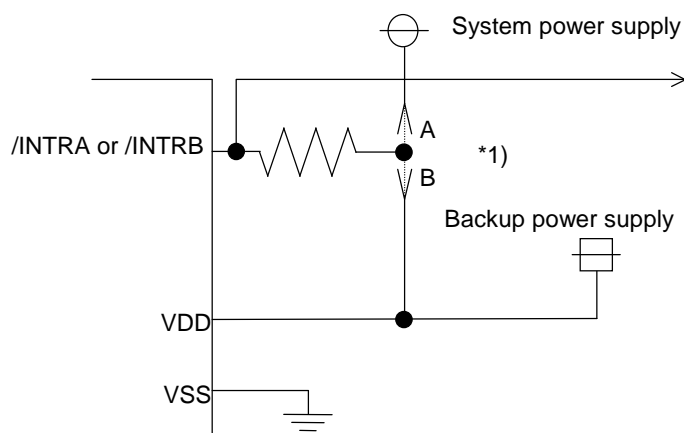 System power supply
A
/INTRA or /INTRB
*1)
B
Backup power supply
VDD
VSS